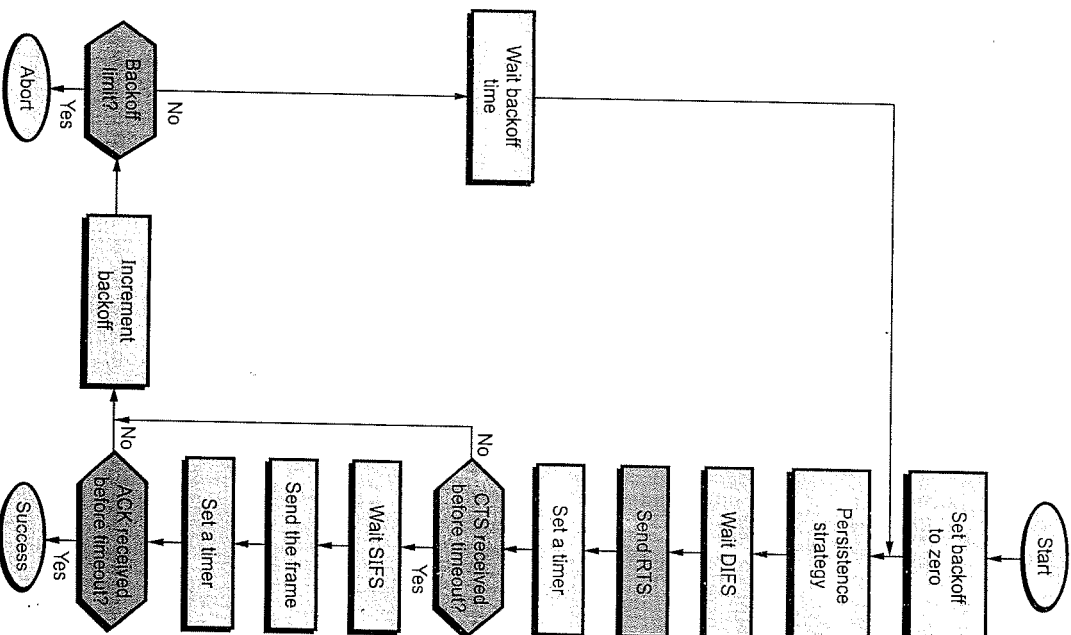 Start
Set backoff
to zero
Persistence
strategy
Wait DIFS
Send RTS
Set a timer
CTS received
before timeout?
No
Yes
Wait SIFS
Send the frame
Set a timer
ACK received
before timeout?
No
Yes
Success
Increment
backoff
Backoff
limit?
No
Yes
Abort
Wait backoff
time